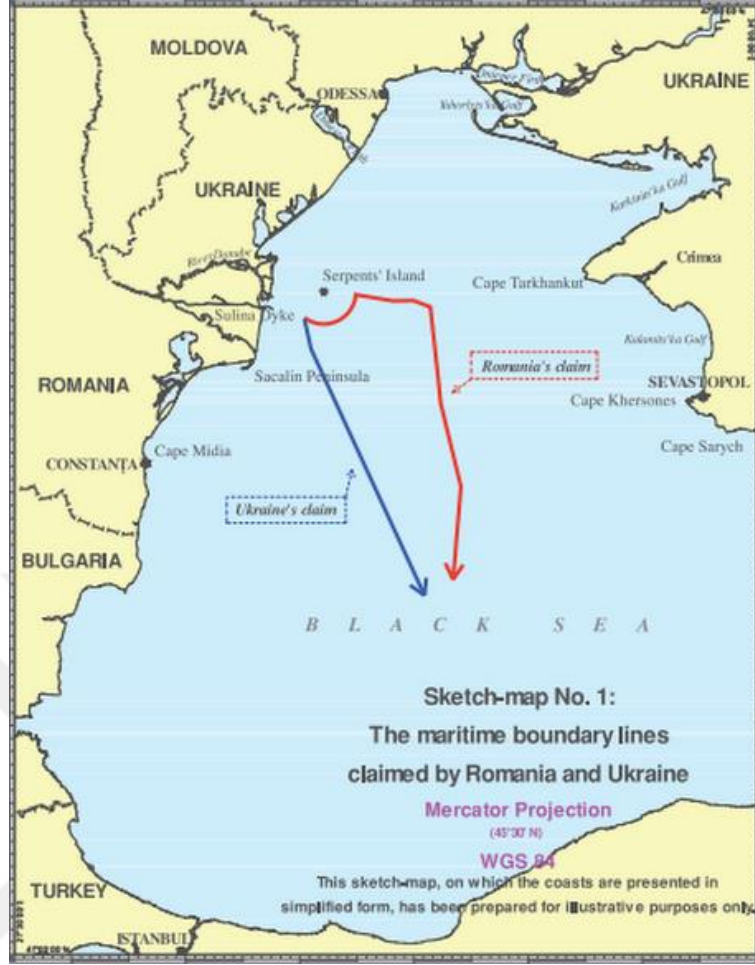 MOLDOVA
UKRAINE
ODESSA
UKRAINE
Crimea
Serpents' Island
Cape Tarkhankut
Sulina Dyke
Romania's claim
SEVASTOPOL
Sacalin Peninsula
ROMANIA
Cape Khersones
Cape Sarych
Cape Midia
CONSTANȚA
Ukraine's claim
BULGARIA
BLACK SEA
Sketch-map No. 1:
The maritime boundary lines
claimed by Romania and Ukraine
Mercator Projection
(45°30' N)
WGS 84
This sketch-map, on which the coasts are presented in
simplified form, has been prepared for illustrative purposes only.
TURKEY
ISTANBUL